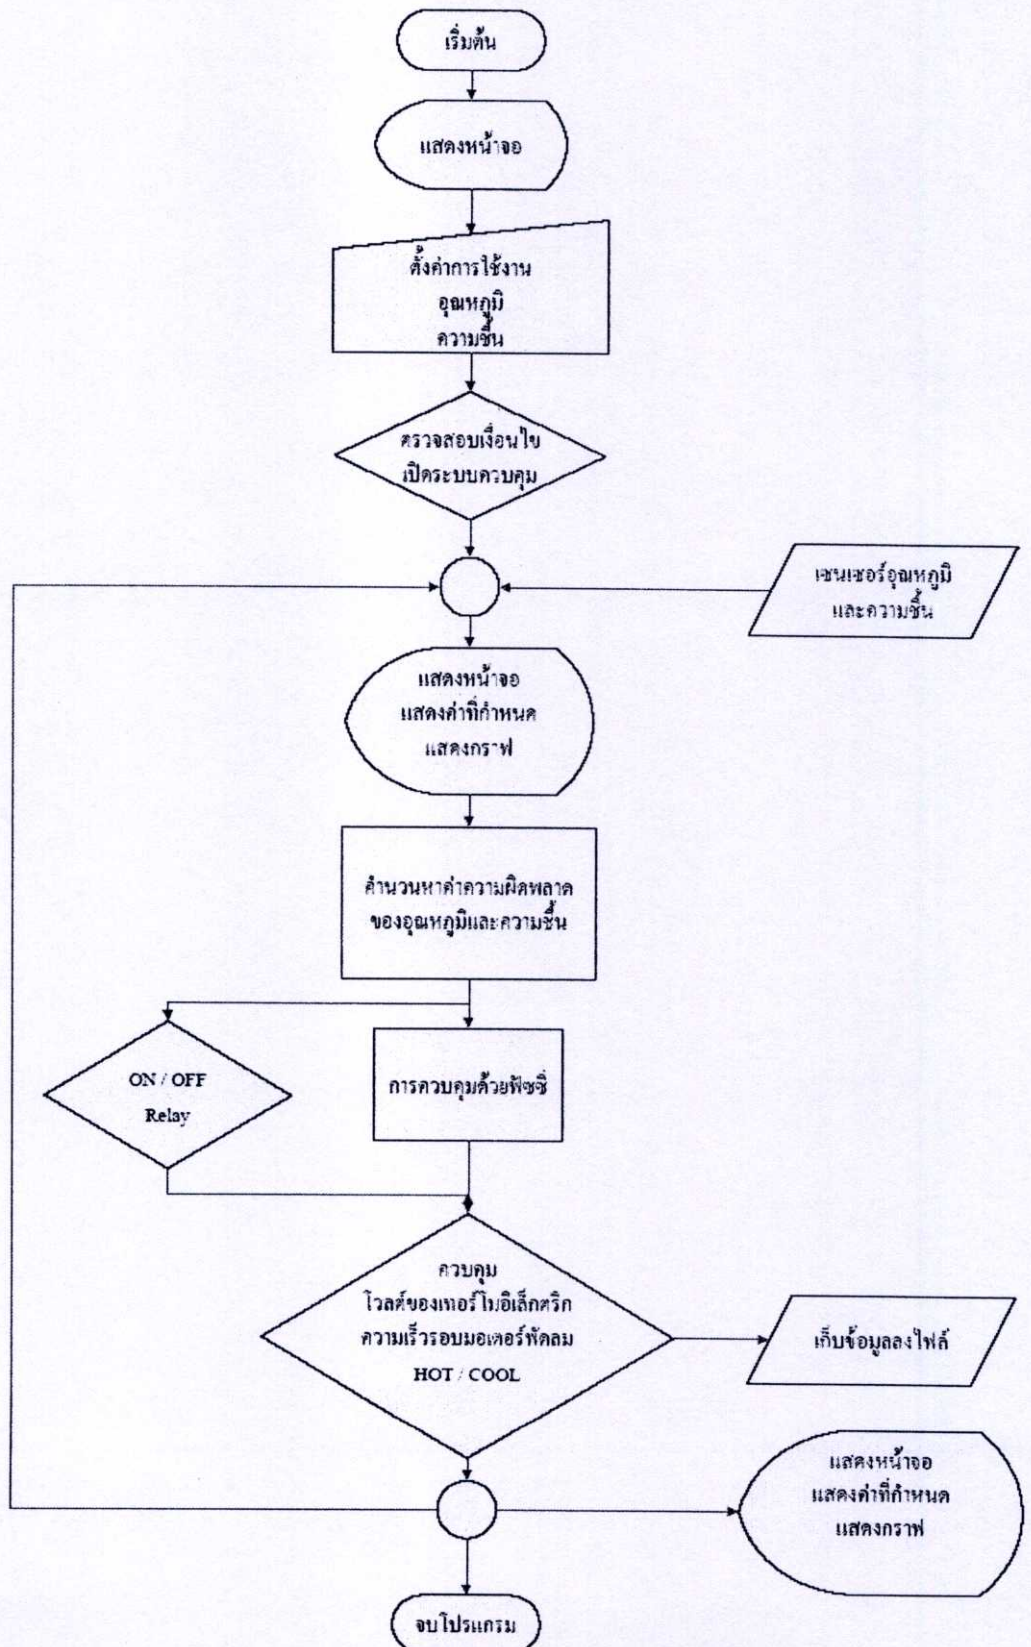 เริ่มต้น
แสดงหน้าจอ
ตั้งค่าการใช้งาน
อุณหภูมิ
ความชื้น
ตรวจสอบเงื่อนไข
เปิดระบบควบคุม
เซนเซอร์อุณหภูมิ
และความชื้น
แสดงหน้าจอ
แสดงค่าที่กำหนด
แสดงกราฟ
คำนวนหาค่าความผิดพลาด
ของอุณหภูมิและความชื้น
ON / OFF
Relay
การควบคุมด้วยฟัซซี่
ควบคุม
โวลต์ของเทอร์โมอิเล็กตริก
ความเร็วรอบมอเตอร์พัดลม
HOT / COOL
เก็บข้อมูลลงไฟล์
แสดงหน้าจอ
แสดงค่าที่กำหนด
แสดงกราฟ
จบโปรแกรม